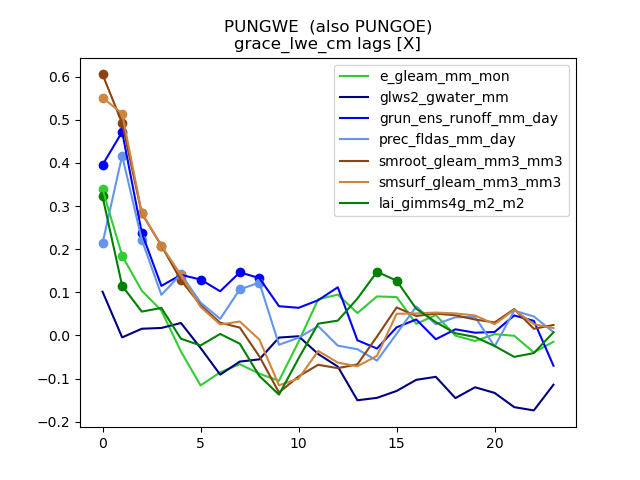 PUNGWE  (also PUNGOE)
grace_lwe_cm lags [X]
e_gleam_mm_mon
glws2_gwater_mm
grun_ens_runoff_mm_day
prec_fldas_mm_day
smroot_gleam_mm3_mm3
smsurf_gleam_mm3_mm3
lai_gimms4g_m2_m2
0.6
0.5
0.4
0.3
0.2
0.1
0.0
−0.1
−0.2
0 5 10 15 20